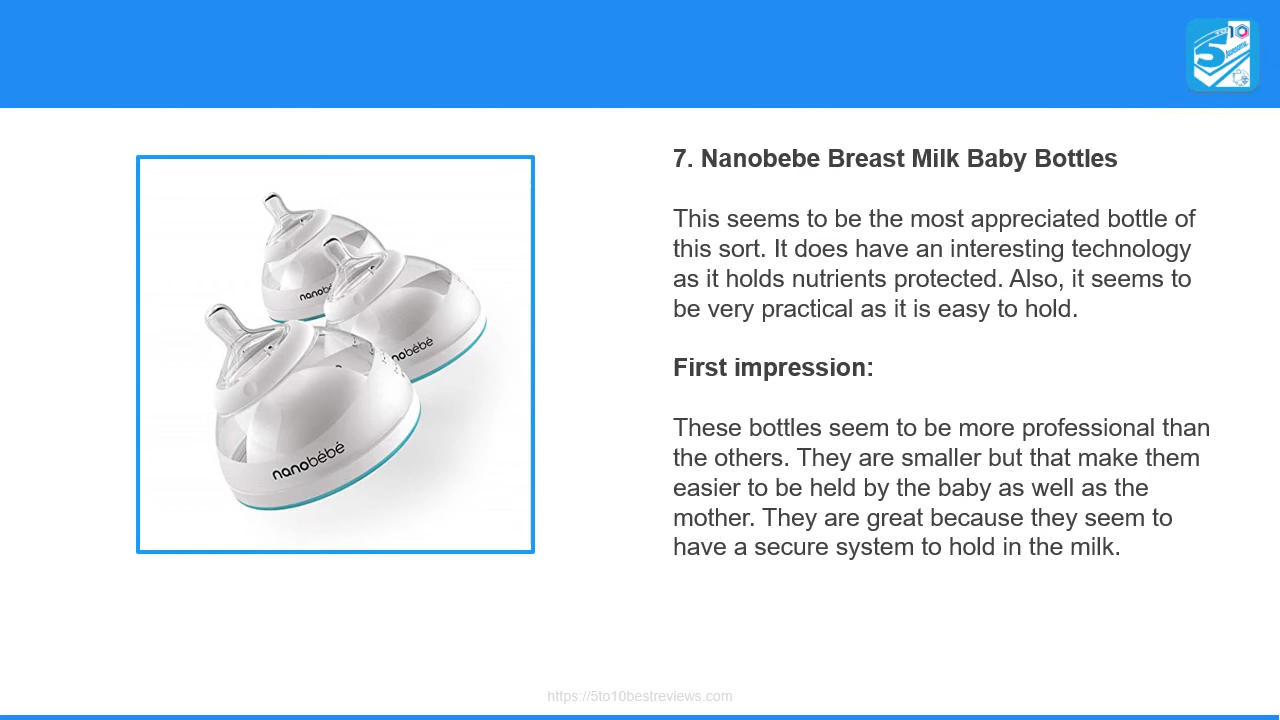 10
5
7. Nanobebe Breast Milk Baby Bottles
This seems to be the most appreciated bottle of
this sort. It does have an interesting technology
as it holds nutrients protected. Also, it seems to
be very practical as it is easy to hold.
First impression:
These bottles seem to be more professional than
the others. They are smaller but that make them
easier to be held by the baby as well as the
mother. They are great because they seem to
have a secure system to hold in the milk.
nanobébé
https://5to10bestreviews.com